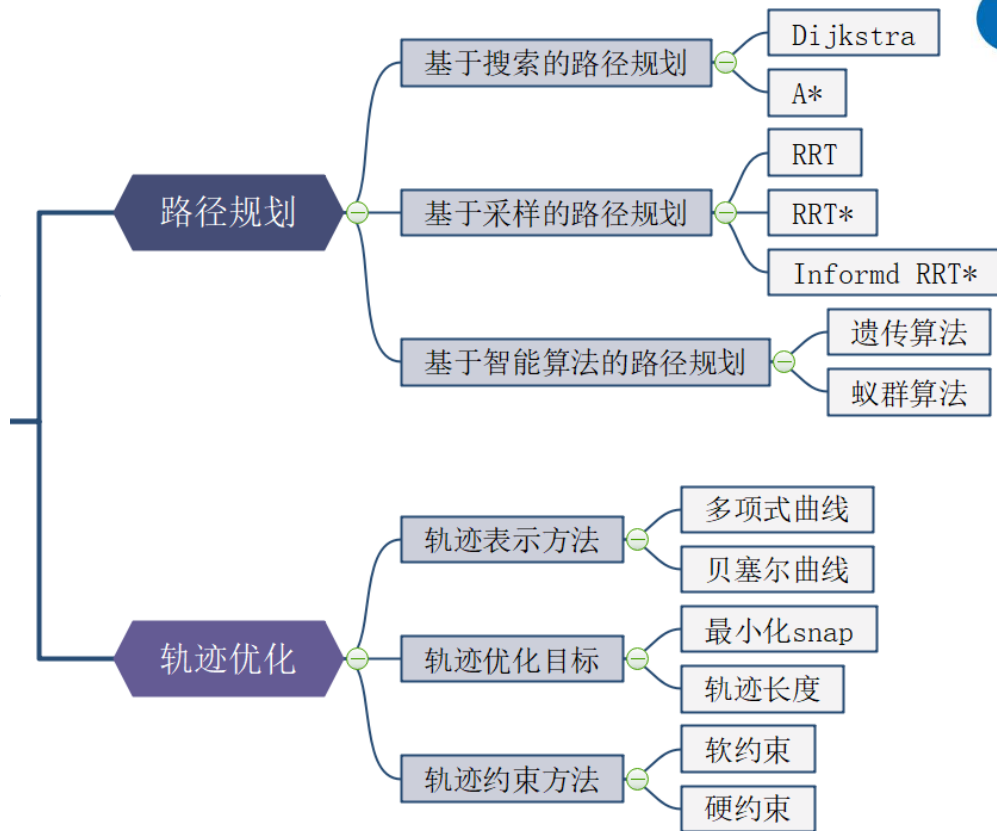 路径规划
基于搜索的路径规划
Dijkstra
A*
基于采样的路径规划
RRT
RRT*
Informd RRT*
基于智能算法的路径规划
遗传算法
蚁群算法
轨迹优化
轨迹表示方法
多项式曲线
贝塞尔曲线
轨迹优化目标
最小化snap
轨迹长度
轨迹约束方法
软约束
硬约束